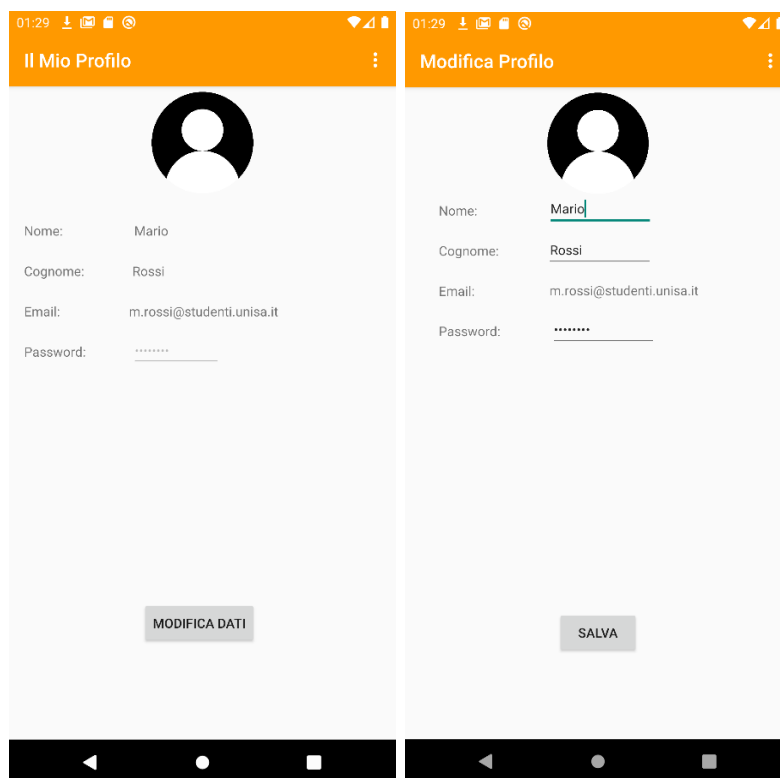 01:29
Il Mio Profilo
Nome: Mario
Cognome: Rossi
Email: m.rossi@studenti.unisa.it
Password: ········
MODIFICA DATI
01:29
Modifica Profilo
Nome: Mario
Cognome: Rossi
Email: m.rossi@studenti.unisa.it
Password: ········
SALVA